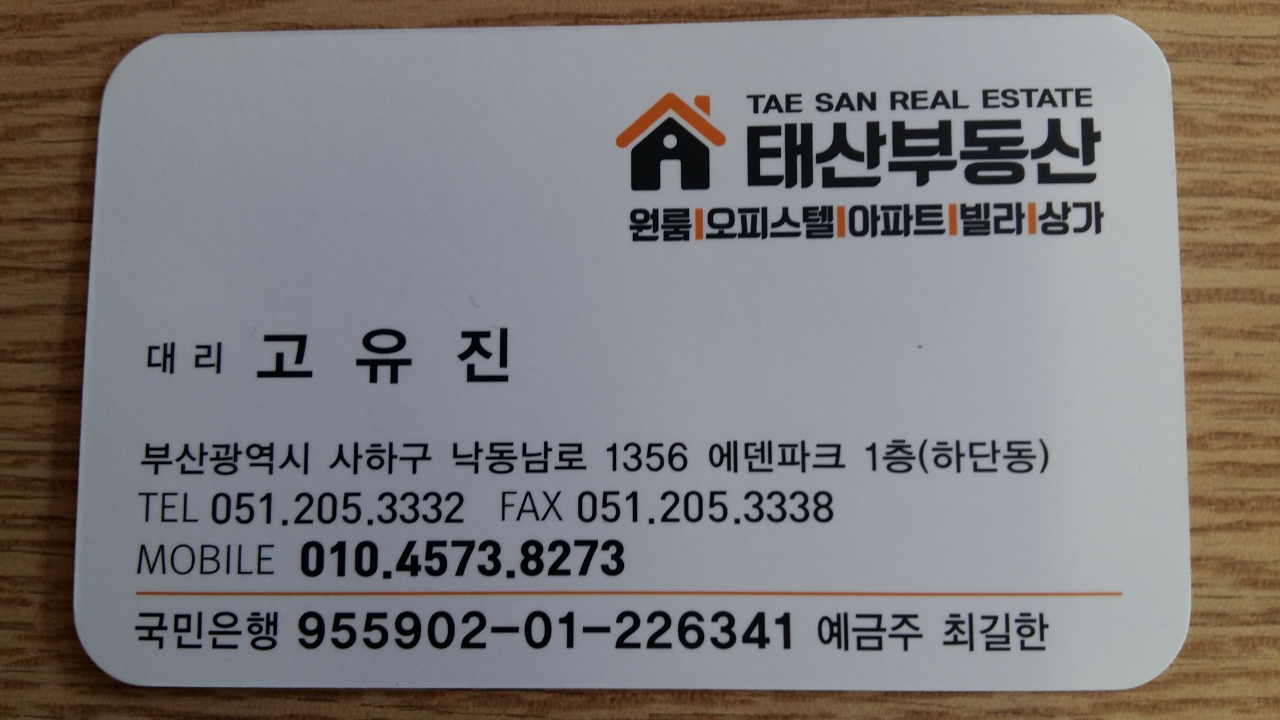 TAE SAN REAL ESTATE
태산부동산
원룸|오피스텔|아파트|빌라|상가
대리 고유진
부산광역시 사하구 낙동남로 1356 에덴파크 1층(하단동)
TEL 051.205.3332 FAX 051.205.3338
MOBILE 010.4573.8273
국민은행 955902-01-226341 예금주 최길한